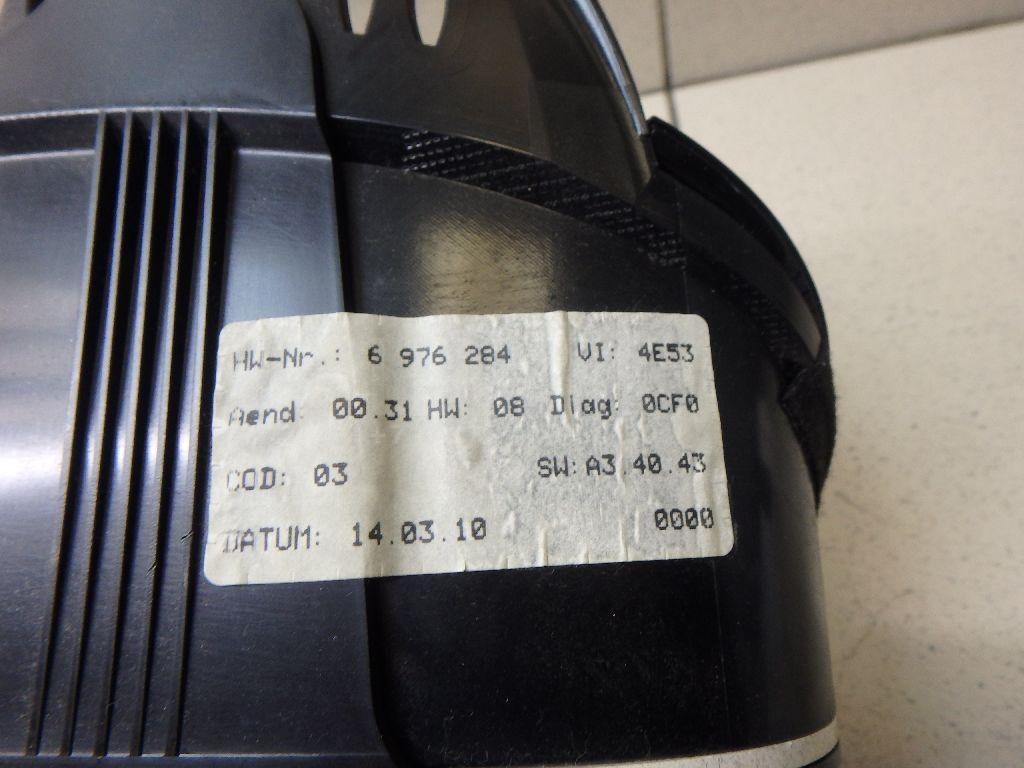 HW-Nr.: 6 976 284 VI: 4E53
Aend: 00.31 HW: 08 Diag: 0CF0
COD: 03 SW: A3.40.43
DATUM: 14.03.10 0000